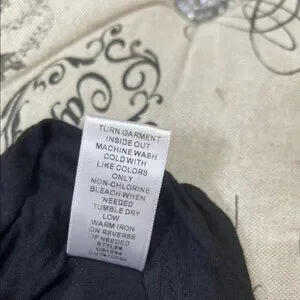 TURN GARMENT
INSIDE OUT
MACHINE WASH
COLD WITH
LIKE COLORS
ONLY
NON-CHLORINE
BLEACH WHEN
NEEDED
TUMBLE DRY
LOW
WARM IRON
ON REVERSE
IF NEEDED
STYLE#